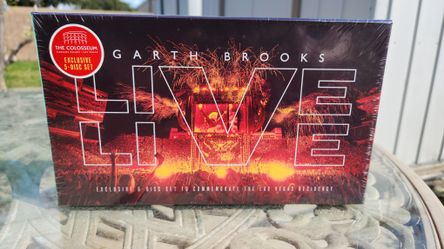 THE COLOSSEUM
EXCLUSIVE
5-DISC SET
GARTH BROOKS
LIVE
LIVE
EXCLUSIVE 5 DISC SET TO COMMEMORATE THE LAS VEGAS RESIDENCY